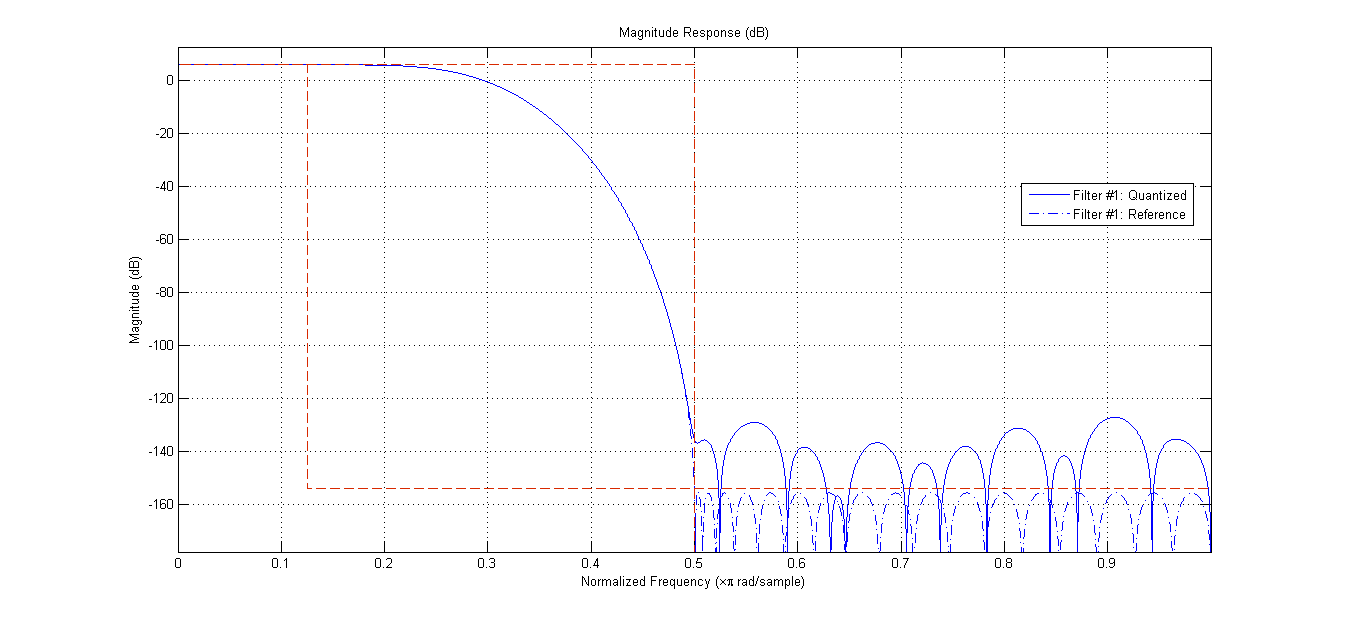 Magnitude Response (dB)
0
-20
-40
-60
-80
-100
-120
-140
-160
Magnitude (dB)
Filter #1: Quantized
Filter #1: Reference
0 0.1 0.2 0.3 0.4 0.5 0.6 0.7 0.8 0.9
Normalized Frequency (×π rad/sample)